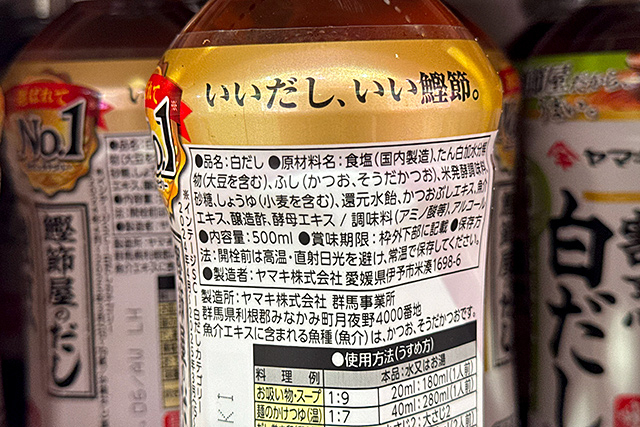 いいだし、いい鰹節。
●品名:白だし ●原材料名:食塩(国内製造)、たん白加水分解
物(大豆を含む)、ふし(かつお、そうだかつお)、米発酵調味料、
砂糖、しょうゆ(小麦を含む)、還元水飴、かつおぶしエキス、魚介
エキス、醸造酢、酵母エキス / 調味料(アミノ酸等)、アルコール
●内容量:500ml ●賞味期限:枠外下部に記載 ●保存方
法:開栓前は高温・直射日光を避け、常温で保存してください。
●製造者:ヤマキ株式会社 愛媛県伊予市米湊1698-6
製造所:ヤマキ株式会社 群馬事業所
群馬県利根郡みなかみ町月夜野4000番地
魚介エキスに含まれる魚種(魚介)は、かつお、そうだかつおです。
●使用方法(うすめ方)
料理例 本品:水又はお湯
お吸い物・スープ 1:9 20ml:180ml(1人前)
麺のかけつゆ(温) 1:7 40ml:280ml(1人前)
選ばれて
No.1
鰹節屋のだし
ヤマキ
白だし